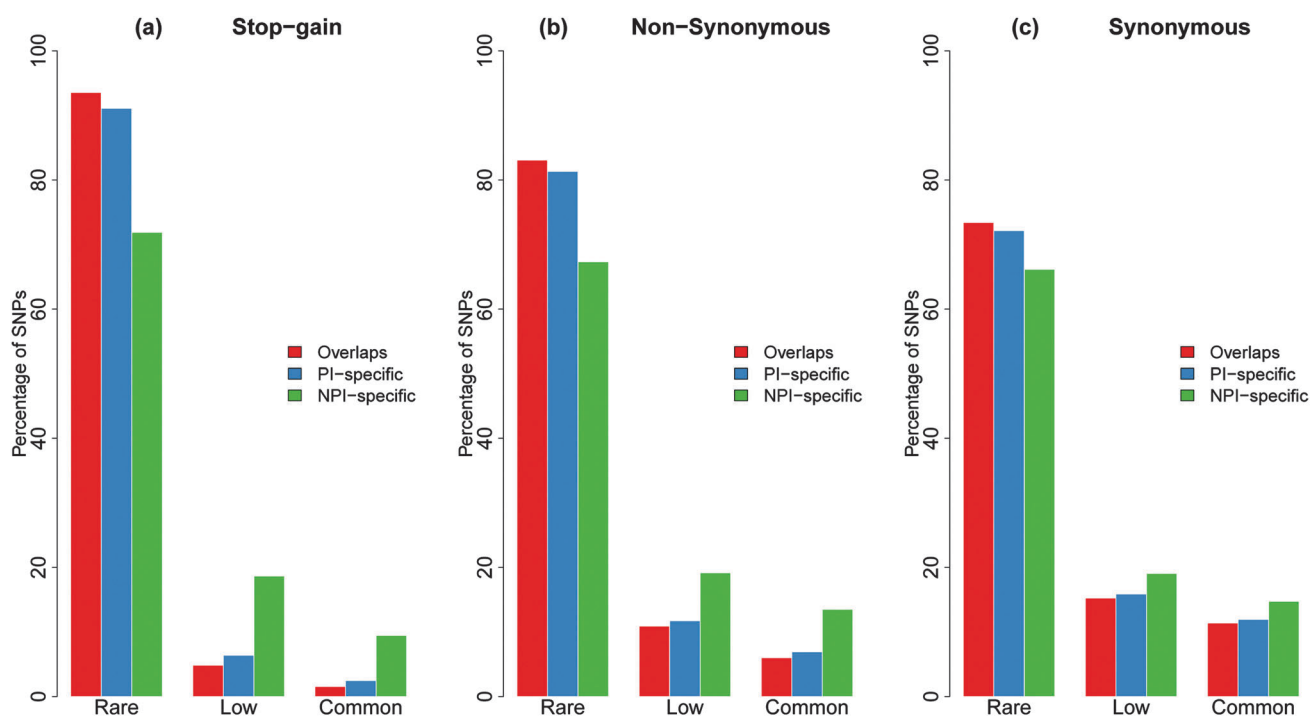 (a) Stop−gain
Percentage of SNPs
100
80
60
40
20
0
Overlaps
PI−specific
NPI−specific
Rare Low Common
(b) Non−Synonymous
Percentage of SNPs
100
80
60
40
20
0
Overlaps
PI−specific
NPI−specific
Rare Low Common
(c) Synonymous
Percentage of SNPs
100
80
60
40
20
0
Overlaps
PI−specific
NPI−specific
Rare Low Common